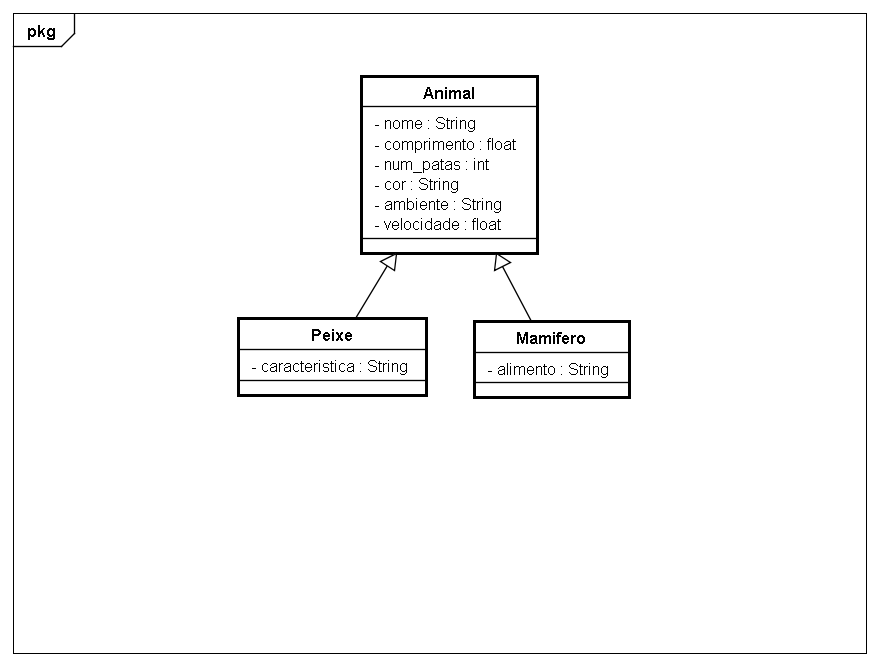 pkg
Animal
- nome : String
- comprimento : float
- num_patas : int
- cor : String
- ambiente : String
- velocidade : float
Peixe
- caracteristica : String
Mamifero
- alimento : String